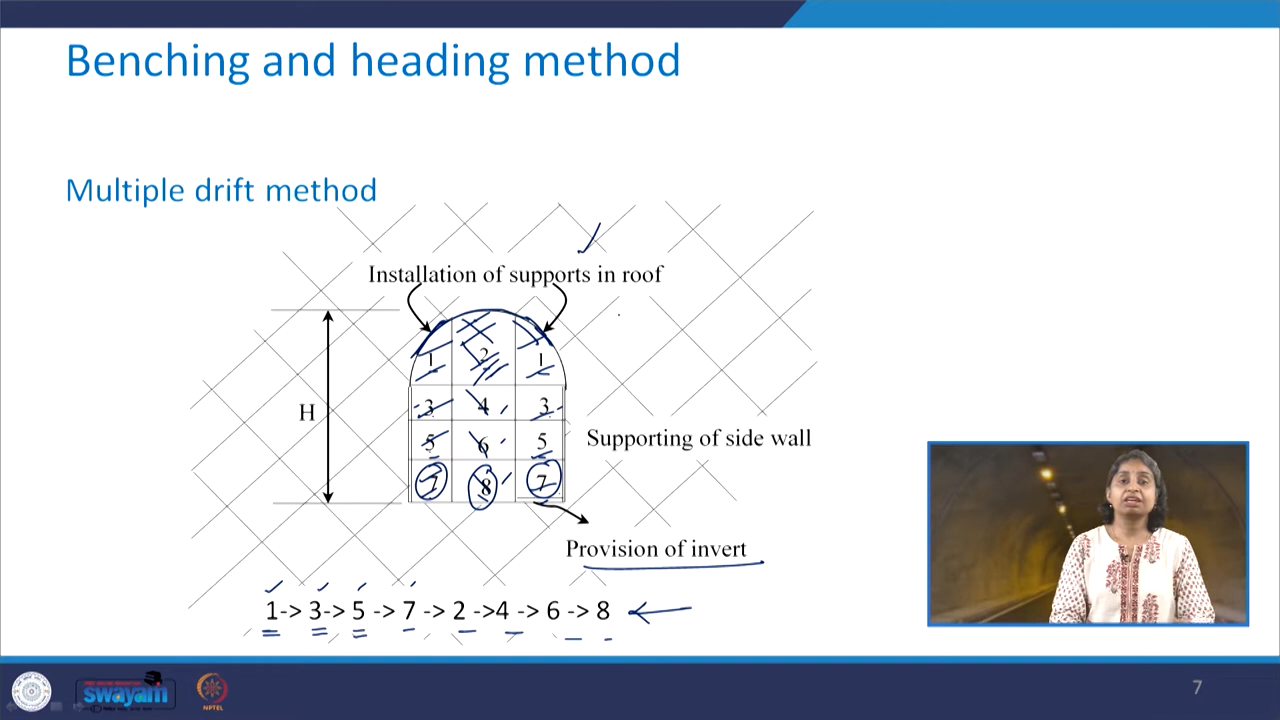 Benching and heading method
Multiple drift method
Installation of supports in roof
1 2 1
H
3 4 3
5 6 5
Supporting of side wall
7 8 7
Provision of invert
1-> 3-> 5 -> 7 -> 2 ->4 -> 6 -> 8
swayam
NPTEL
7